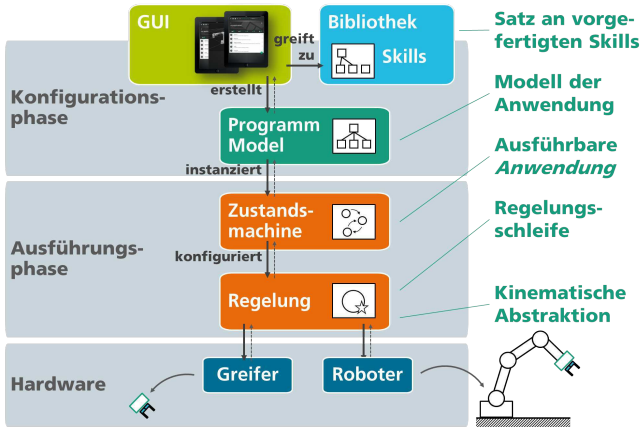 GUI
greift
zu
Bibliothek
Skills
Satz an vorge-
fertigten Skills
erstellt
Konfigurations-
phase
Programm
Model
Modell der
Anwendung
instanziert
Ausführbare
Anwendung
Zustands-
machine
Regelungs-
schleife
Ausführungs-
phase
konfiguriert
Regelung
Kinematische
Abstraktion
Hardware
Greifer
Roboter